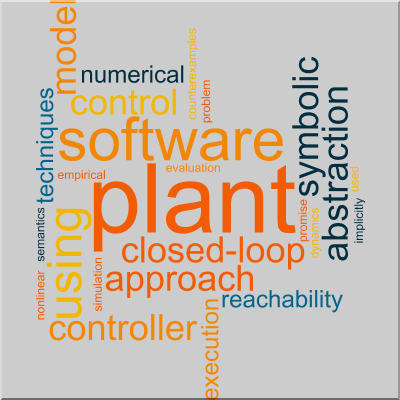 model
numerical
counterexamples
problem
control
techniques
software
symbolic
abstraction
empirical
evaluation
used
plant
promise
dynamics
implicitly
semantics
using
closed-loop
nonlinear
simulation
approach
reachability
controller
execution